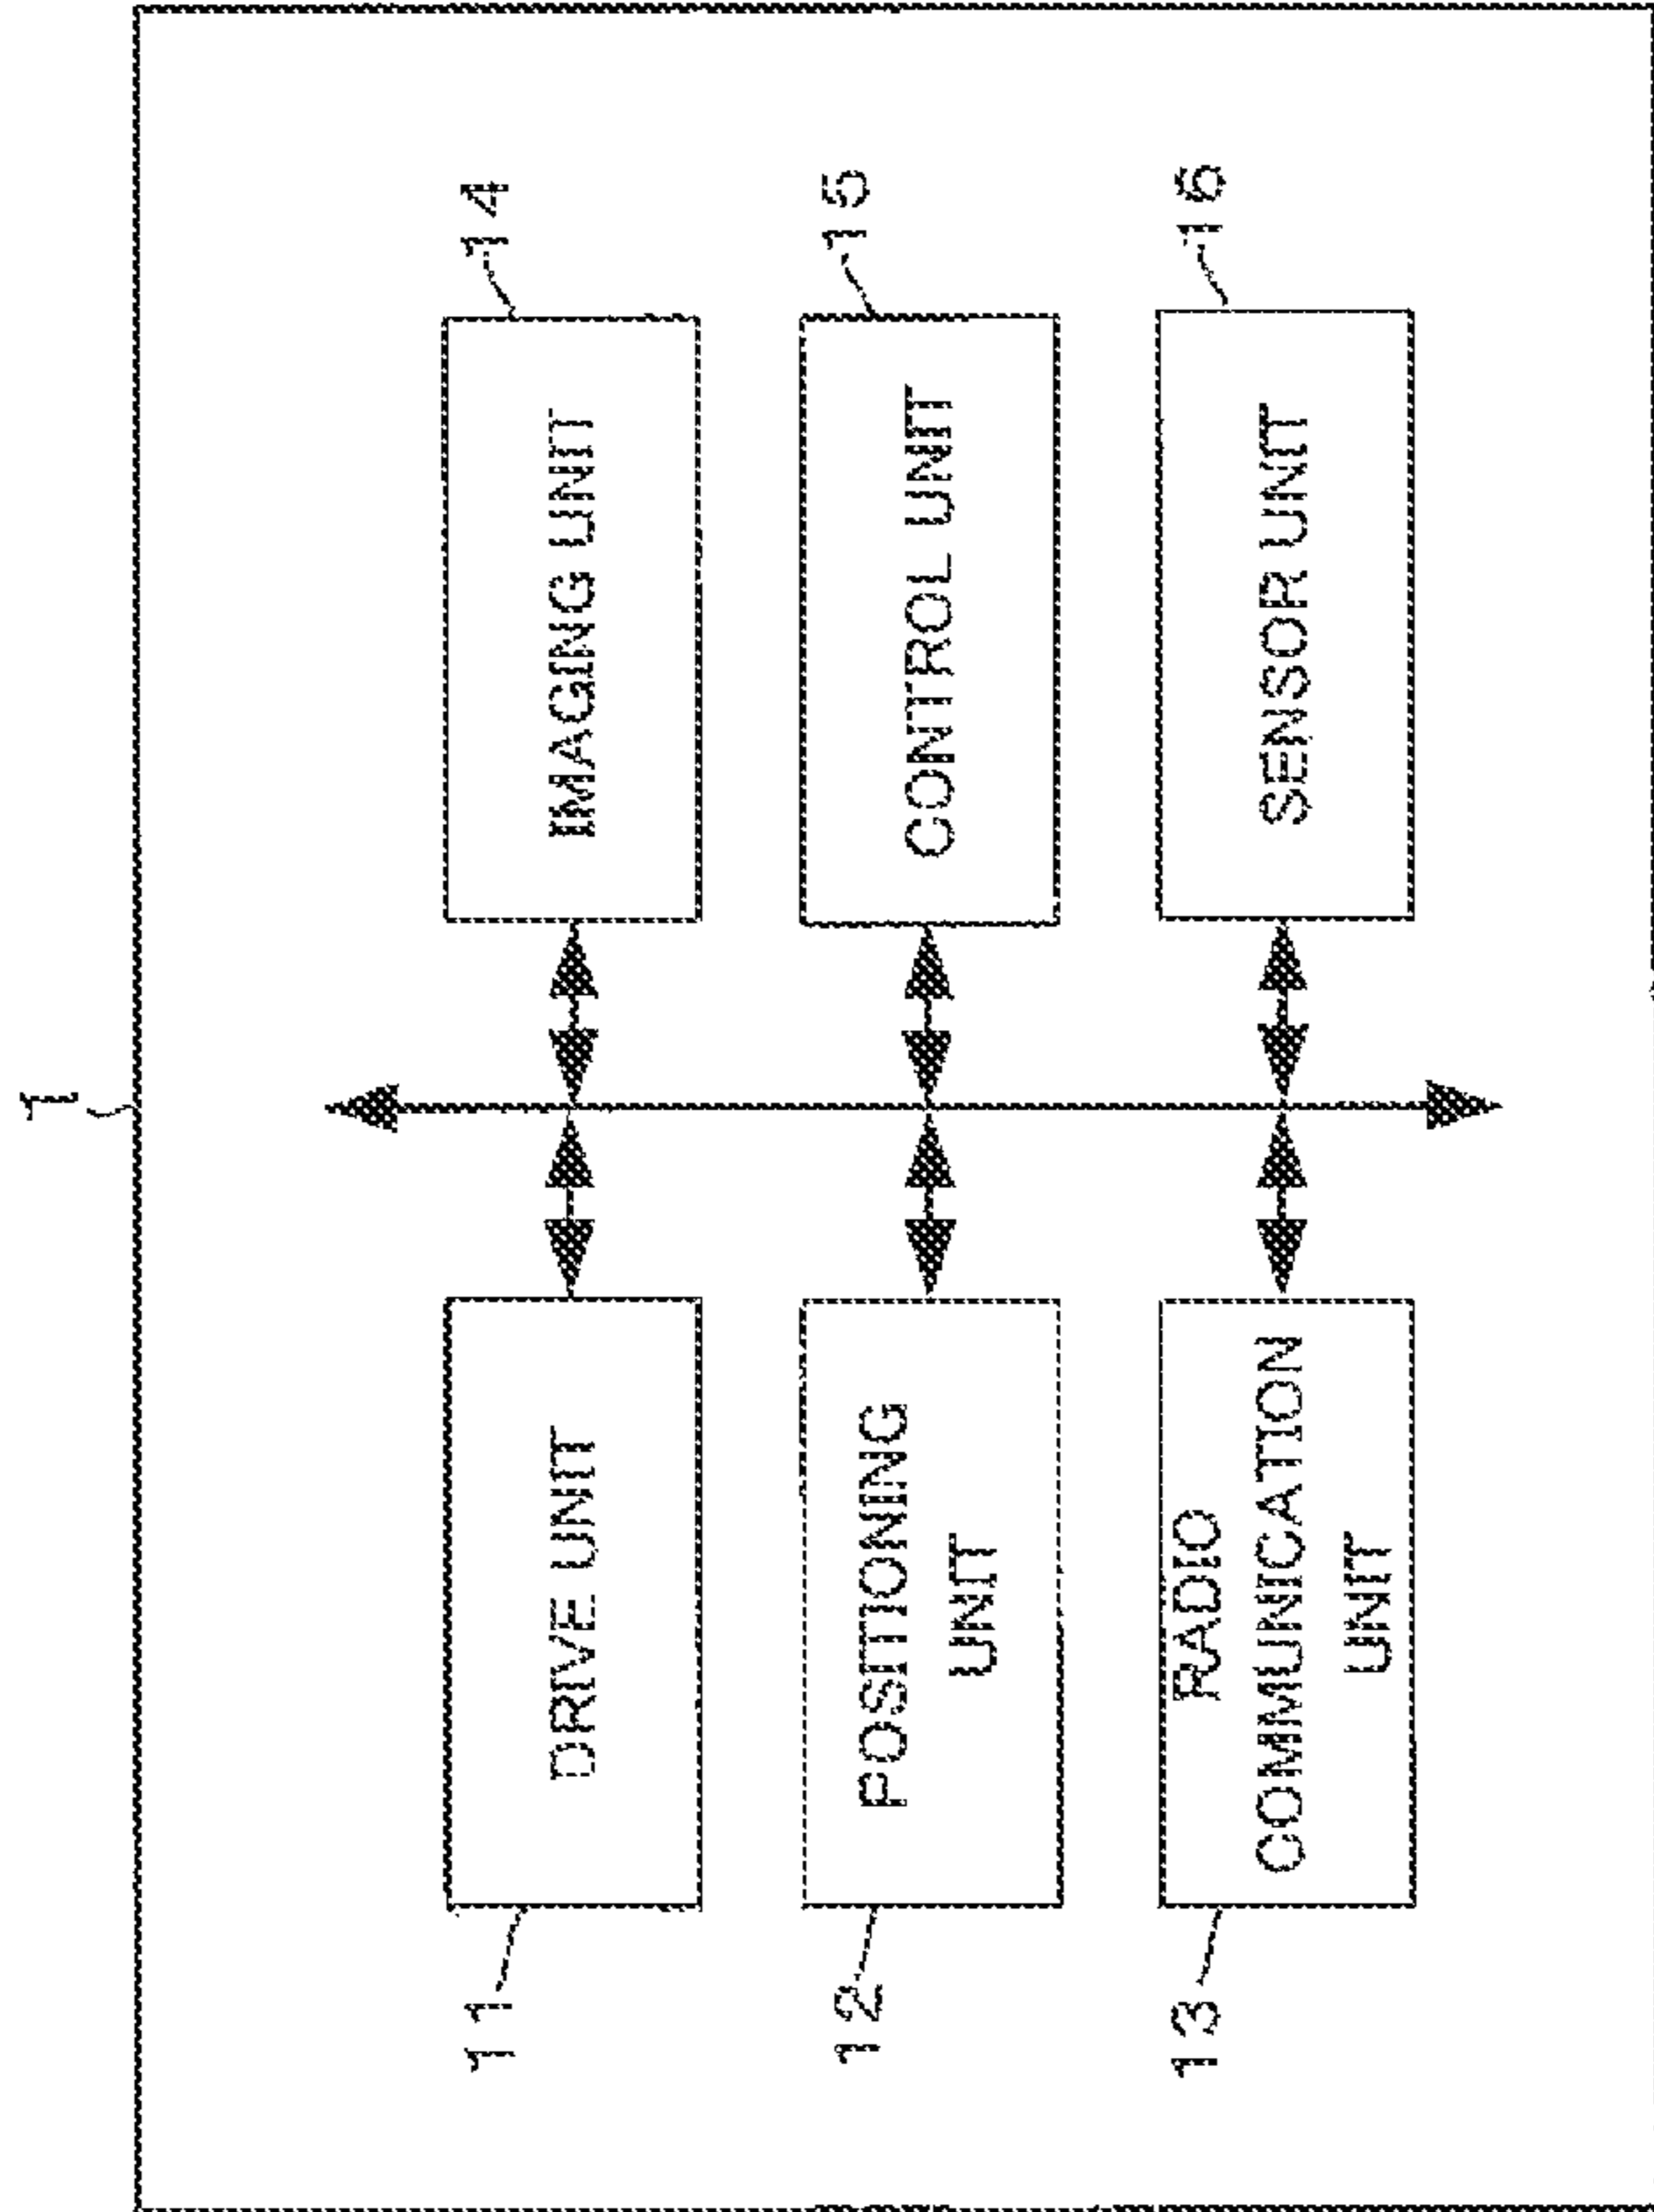 1
11
DRIVE UNIT
IMAGING UNIT
14
12
POSITIONING
UNIT
CONTROL UNIT
15
13
RADIO
COMMUNICATION
UNIT
SENSOR UNIT
16